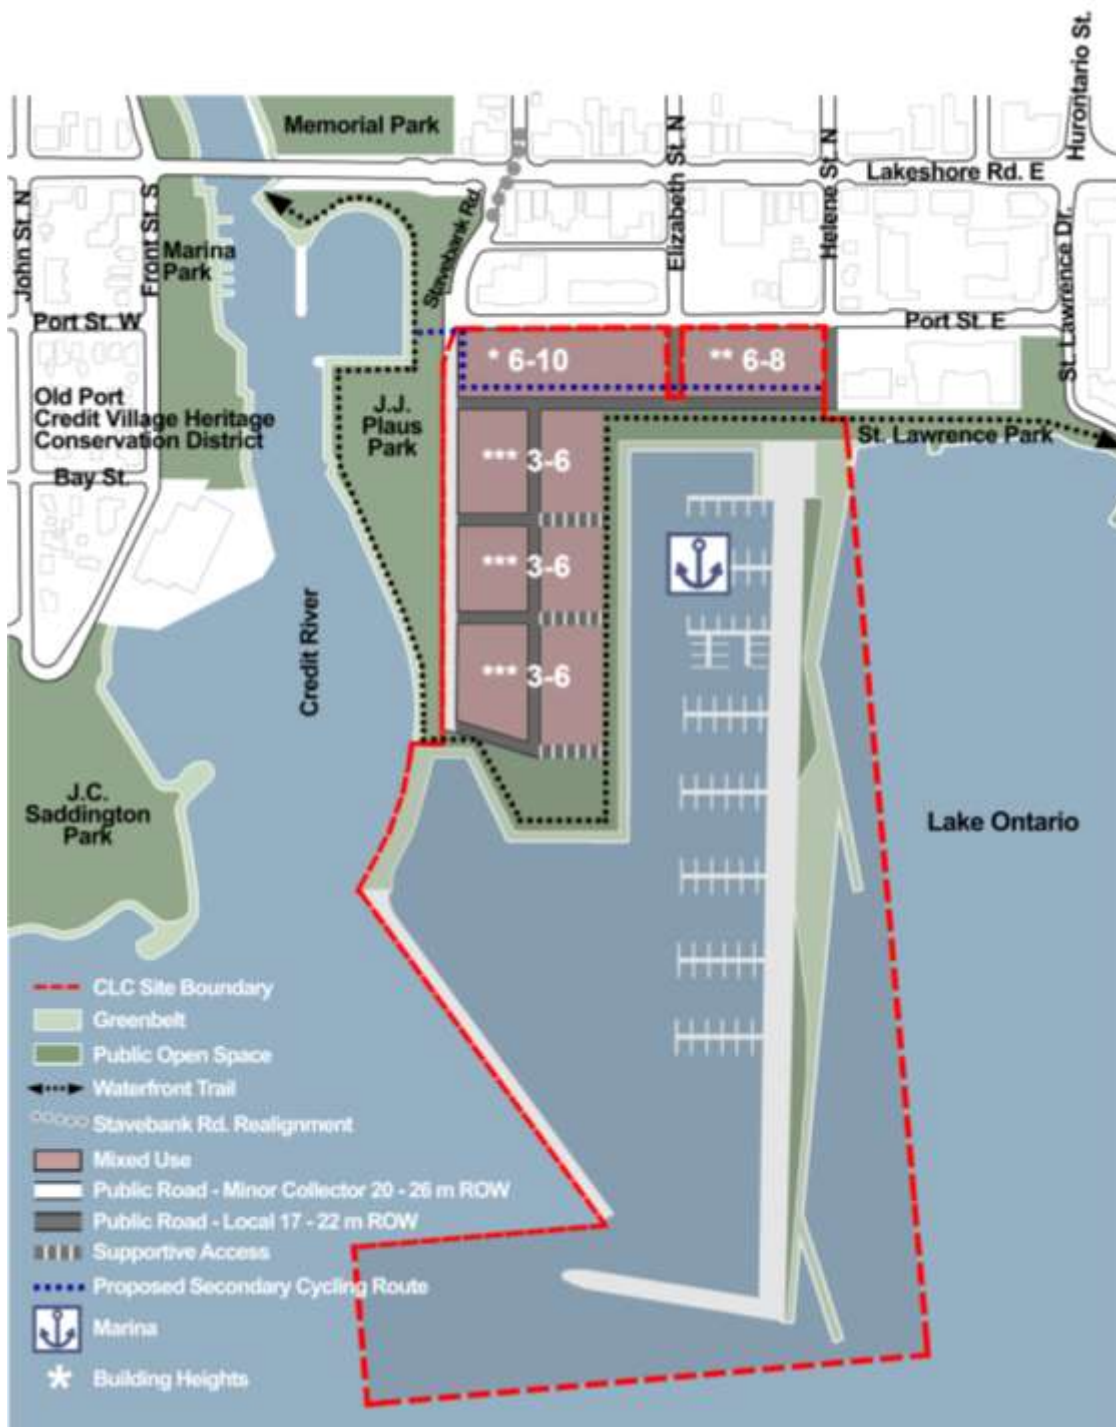 Hurontario St.
Memorial Park
Elizabeth St. N
Helene St. N
Lakeshore Rd. E
John St. N
Front St. S
Marina
Park
Stavebank Rd.
St. Lawrence Dr.
Port St. W
Port St. E
* 6-10
** 6-8
Old Port
Credit Village Heritage
Conservation District
J.J.
Plaus
Park
St. Lawrence Park
Bay St.
*** 3-6
*** 3-6
*** 3-6
Credit River
J.C.
Saddington
Park
Lake Ontario
CLC Site Boundary
Greenbelt
Public Open Space
Waterfront Trail
Stavebank Rd. Realignment
Mixed Use
Public Road - Minor Collector 20 - 26 m ROW
Public Road - Local 17 - 22 m ROW
Supportive Access
Proposed Secondary Cycling Route
Marina
* Building Heights